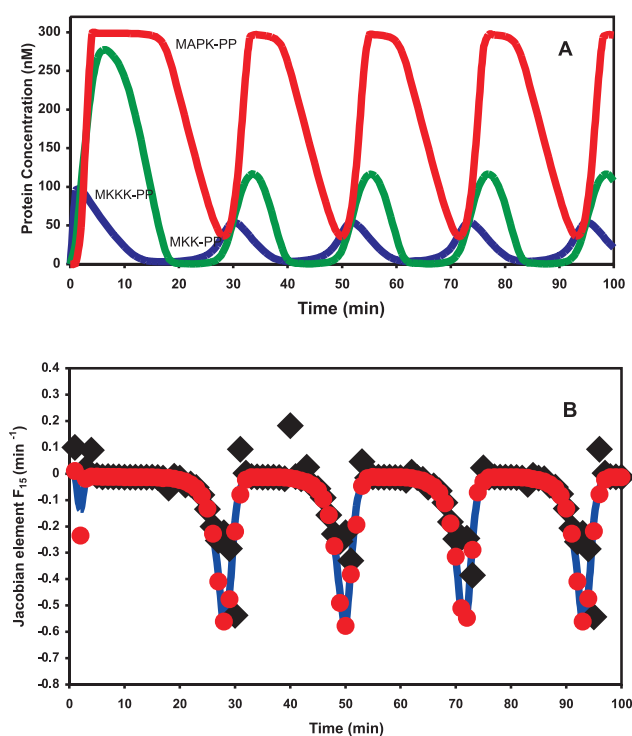 A
Protein Concentration (nM)
300
250
200
150
100
50
0
MAPK-PP
MKKK-PP
MKK-PP
0 10 20 30 40 50 60 70 80 90 100
Time (min)
B
Jacobian element F15 (min -1)
0.4
0.3
0.2
0.1
0
-0.1
-0.2
-0.3
-0.4
-0.5
-0.6
-0.7
-0.8
0 10 20 30 40 50 60 70 80 90 100
Time (min)